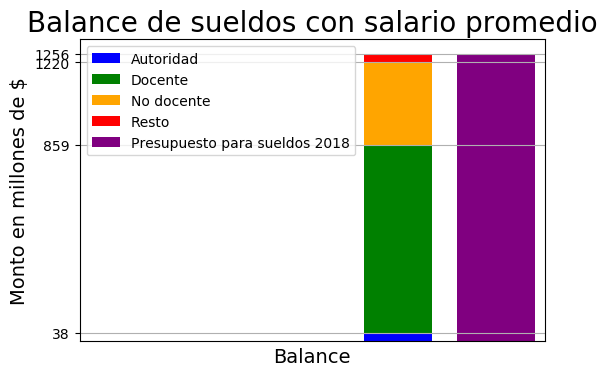 Balance de sueldos con salario promedio
Monto en millones de $
1256
1220
859
38
Autoridad
Docente
No docente
Resto
Presupuesto para sueldos 2018
Balance